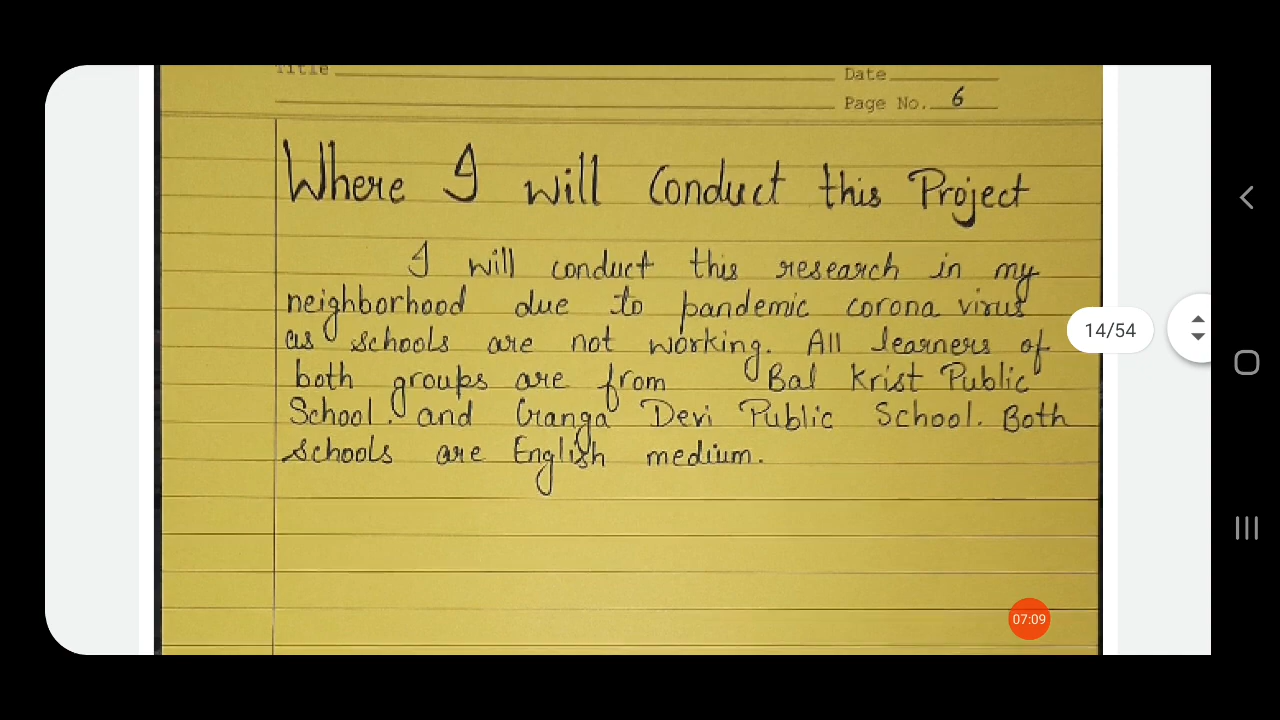 Title
Date
Page No. 6
Where I will Conduct this Project
I will conduct this research in my
neighborhood due to pandemic corona virus
as schools are not working. All learners of
both groups are from Bal Krist Public
School. and Ganga Devi Public School. Both
schools are English medium.
14/54
07:09